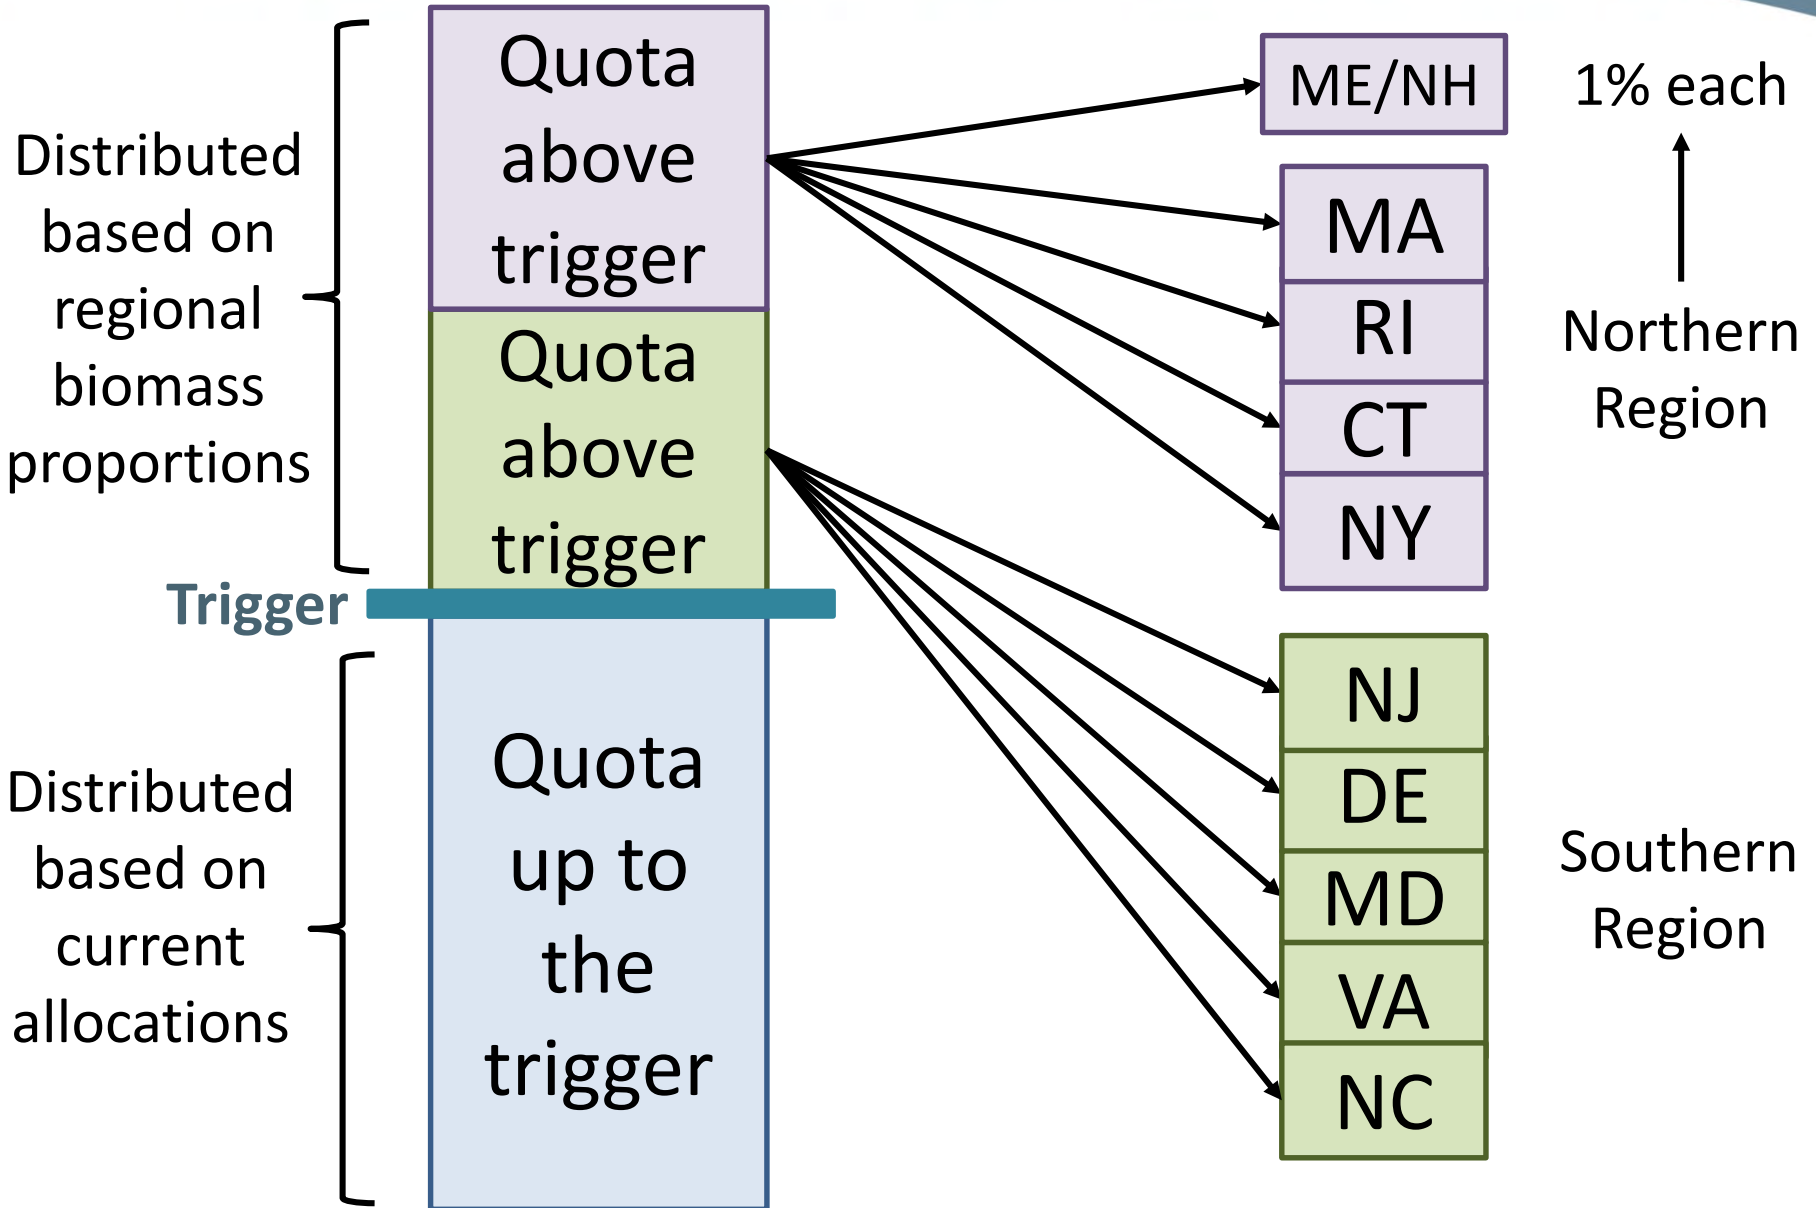 Distributed
based on
regional
biomass
proportions
Trigger
Distributed
based on
current
allocations
Quota
above
trigger
Quota
above
trigger
Quota
up to
the
trigger
ME/NH
MA
RI
CT
NY
NJ
DE
MD
VA
NC
1% each
Northern
Region
Southern
Region